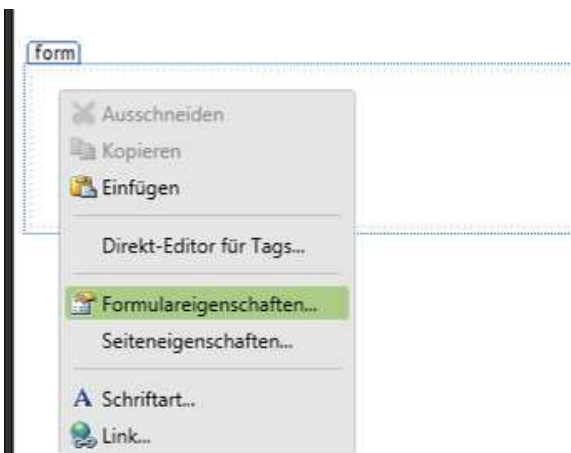 form
Ausschneiden
Kopieren
Einfügen
Direkt-Editor für Tags...
Formulareigenschaften...
Seiteneigenschaften...
A Schriftart...
Link...